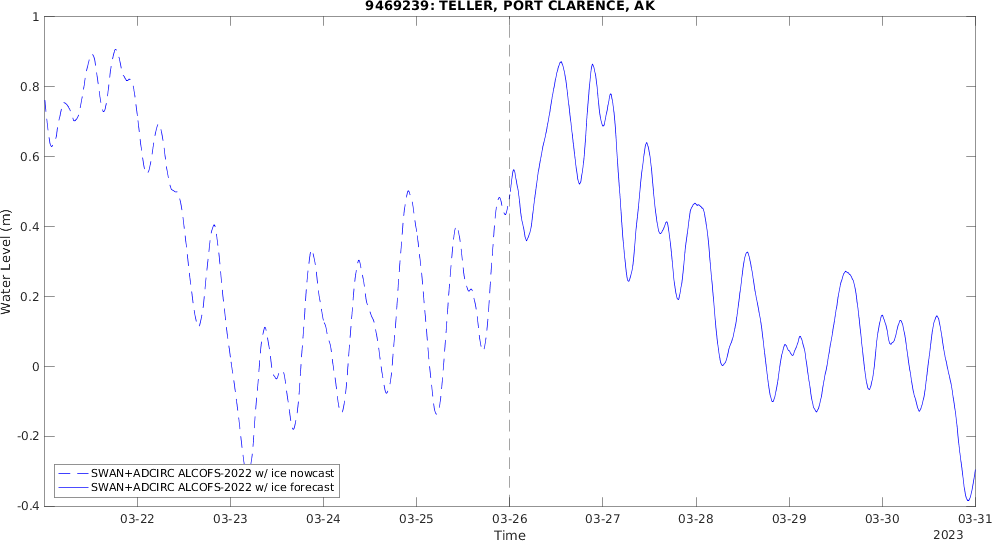 9469239: TELLER, PORT CLARENCE, AK
Water Level (m)
1
0.8
0.6
0.4
0.2
0
-0.2
-0.4
SWAN+ADCIRC ALCOFS-2022 w/ ice nowcast
SWAN+ADCIRC ALCOFS-2022 w/ ice forecast
03-22 03-23 03-24 03-25 03-26 03-27 03-28 03-29 03-30 03-31
Time
2023